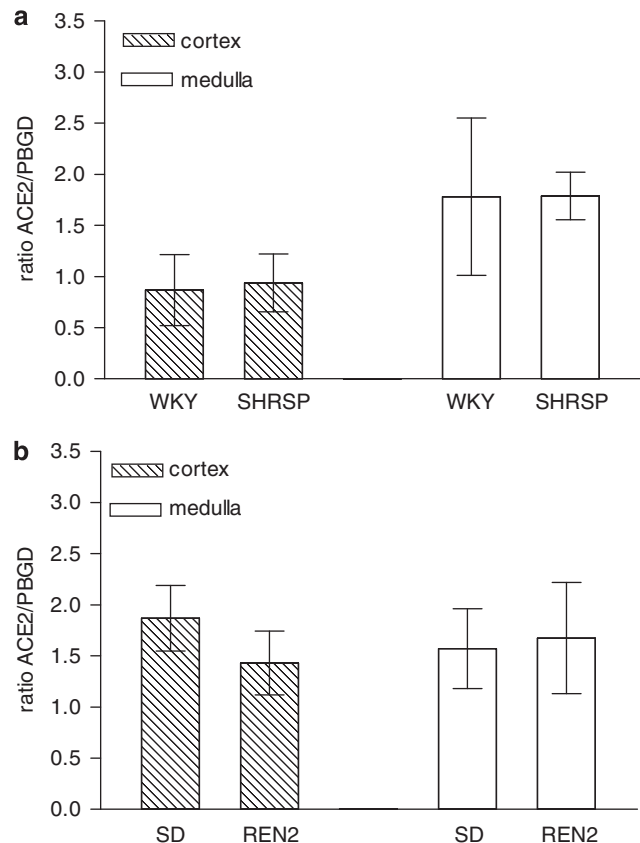 a
cortex
medulla
ratio ACE2/PBGD
3.5
3.0
2.5
2.0
1.5
1.0
0.5
0.0
WKY SHRSP WKY SHRSP
b
cortex
medulla
ratio ACE2/PBGD
3.5
3.0
2.5
2.0
1.5
1.0
0.5
0.0
SD REN2 SD REN2